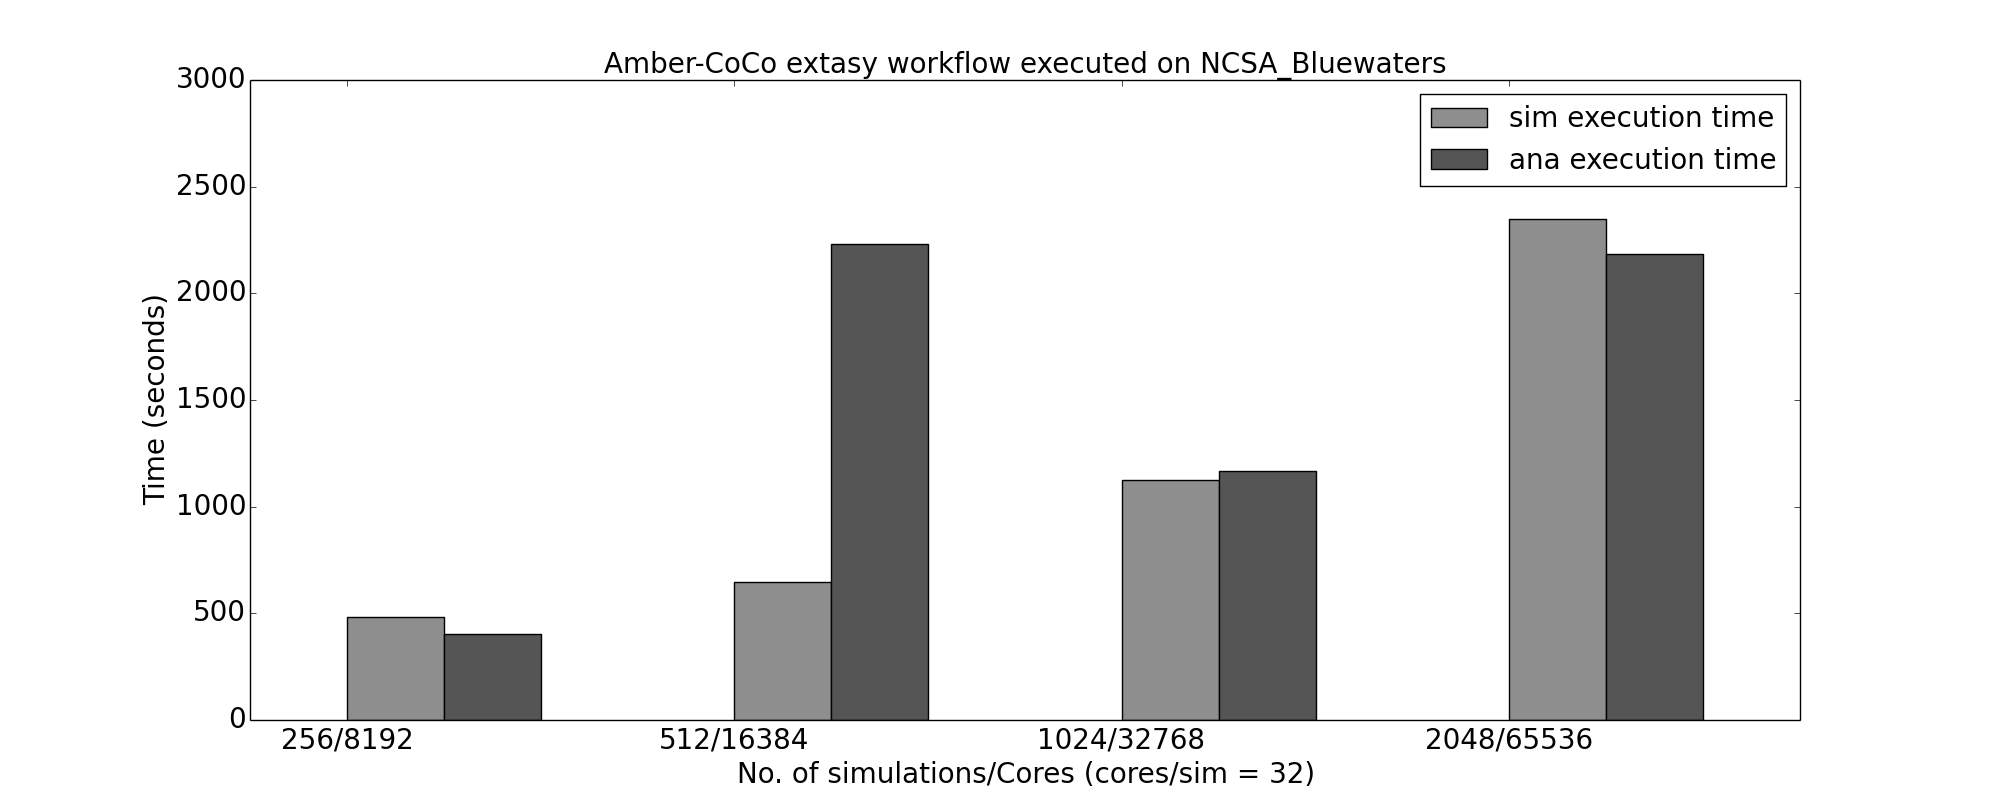 Amber-CoCo extasy workflow executed on NCSA_Bluewaters
sim execution time
ana execution time
3000
2500
2000
1500
1000
500
0
Time (seconds)
256/8192
512/16384
1024/32768
2048/65536
No. of simulations/Cores (cores/sim = 32)